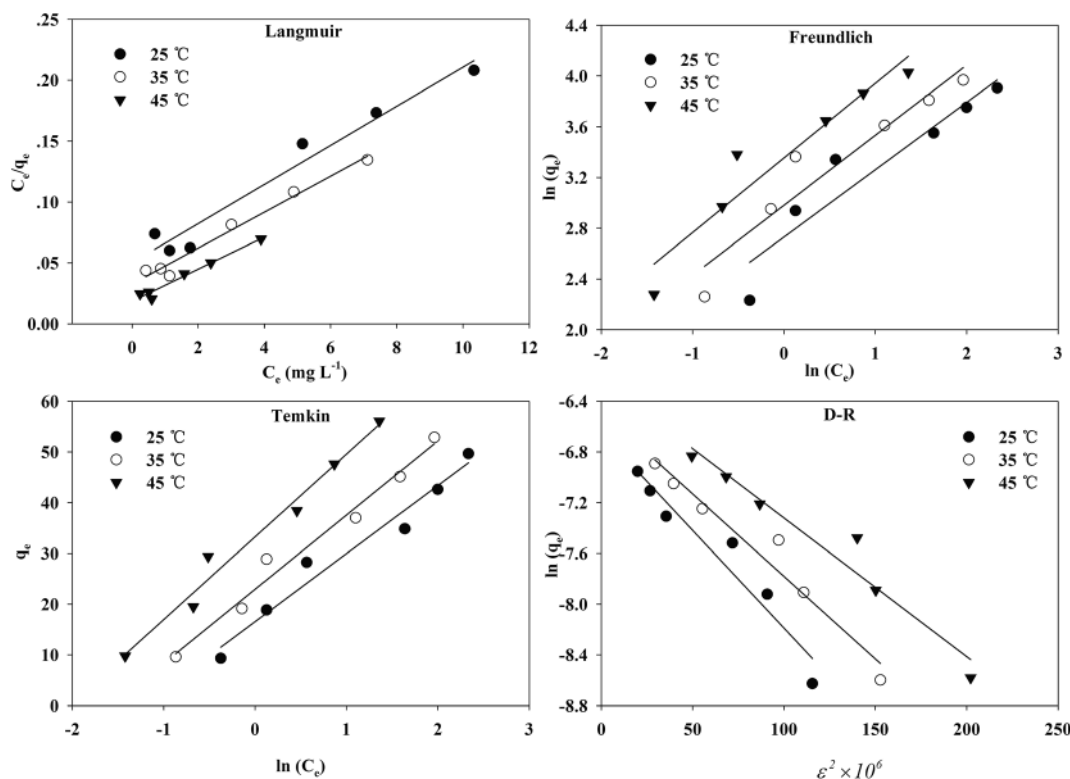 Langmuir
25 ℃
35 ℃
45 ℃
.25
.20
.15
.10
.05
0.00
C_e/q_e
0 2 4 6 8 10 12
C_e (mg L^-1)
Freundlich
25 ℃
35 ℃
45 ℃
4.4
4.0
3.6
3.2
2.8
2.4
2.0
ln (q_e)
-2 -1 0 1 2 3
ln (C_e)
Temkin
25 ℃
35 ℃
45 ℃
60
50
40
30
20
10
0
q_e
-2 -1 0 1 2 3
ln (C_e)
D-R
25 ℃
35 ℃
45 ℃
-6.4
-6.8
-7.2
-7.6
-8.0
-8.4
-8.8
ln (q_e)
0 50 100 150 200 250
ε^2 ×10^6